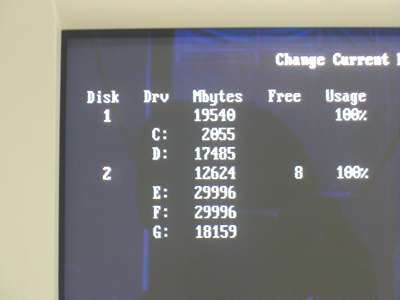 Change Current
Disk Drv Mbytes Free Usage
1 19540 100%
C: 2055
D: 17485
2 12624 8 100%
E: 29996
F: 29996
G: 18159